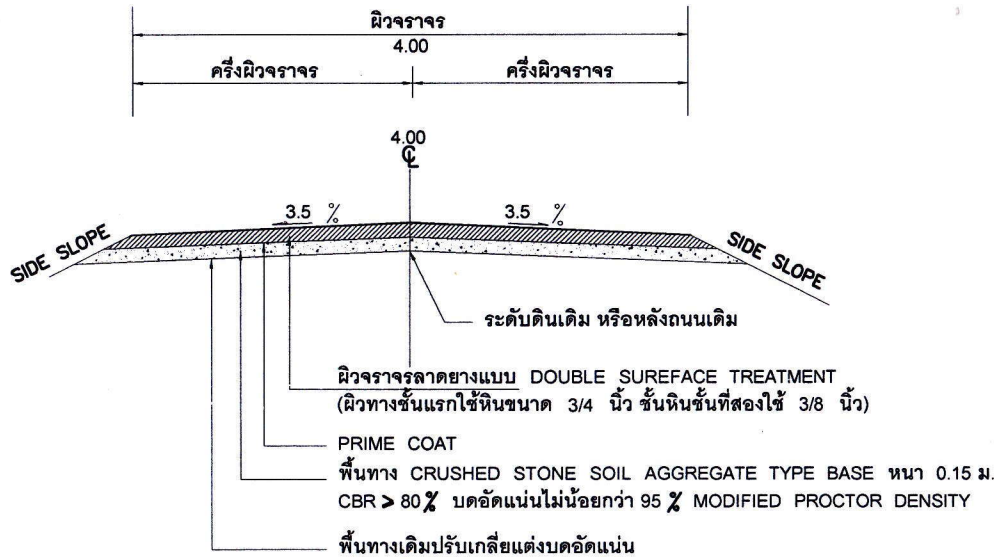 ผิวจราจร
4.00
ครึ่งผิวจราจร ครึ่งผิวจราจร
4.00
℄
3.5 % 3.5 %
SIDE SLOPE SIDE SLOPE
ระดับดินเดิม หรือหลังถนนเดิม
ผิวจราจรลาดยางแบบ DOUBLE SUREFACE TREATMENT
(ผิวทางชั้นแรกใช้หินขนาด 3/4 นิ้ว ชั้นหินชั้นที่สองใช้ 3/8 นิ้ว)
PRIME COAT
พื้นทาง CRUSHED STONE SOIL AGGREGATE TYPE BASE หนา 0.15 ม.
CBR > 80 % บดอัดแน่นไม่น้อยกว่า 95 % MODIFIED PROCTOR DENSITY
พื้นทางเดิมปรับเกลี่ยแต่งบดอัดแน่น